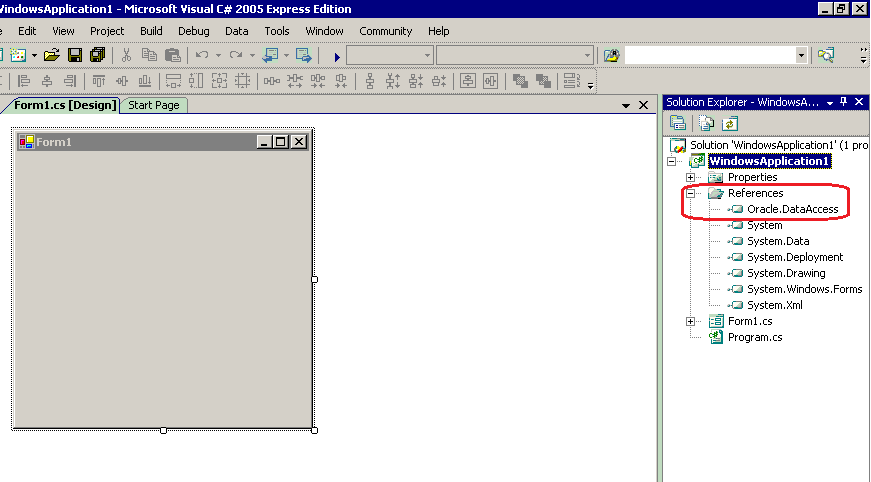 WindowsApplication1 - Microsoft Visual C# 2005 Express Edition
Edit View Project Build Debug Data Tools Window Community Help
Form1.cs [Design] Start Page
Form1
Solution Explorer - WindowsA...
Solution 'WindowsApplication1' (1 pro
WindowsApplication1
Properties
References
Oracle.DataAccess
System
System.Data
System.Deployment
System.Drawing
System.Windows.Forms
System.Xml
Form1.cs
Program.cs